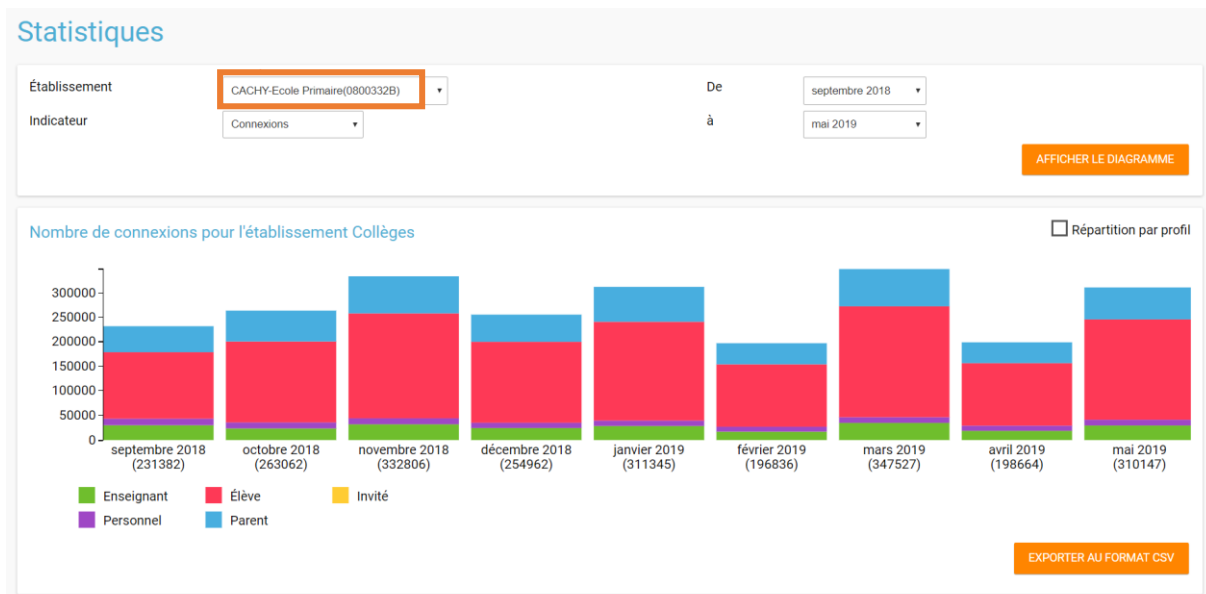 Statistiques
Établissement
CACHY-Ecole Primaire(0800332B)
De
septembre 2018
Indicateur
Connexions
à
mai 2019
AFFICHER LE DIAGRAMME
Nombre de connexions pour l'établissement Collèges
Répartition par profil
300000
250000
200000
150000
100000
50000
0
septembre 2018 octobre 2018 novembre 2018 décembre 2018 janvier 2019 février 2019 mars 2019 avril 2019 mai 2019
(231382) (263062) (332806) (254962) (311345) (196836) (347527) (198664) (310147)
Enseignant Élève Invité
Personnel Parent
EXPORTER AU FORMAT CSV